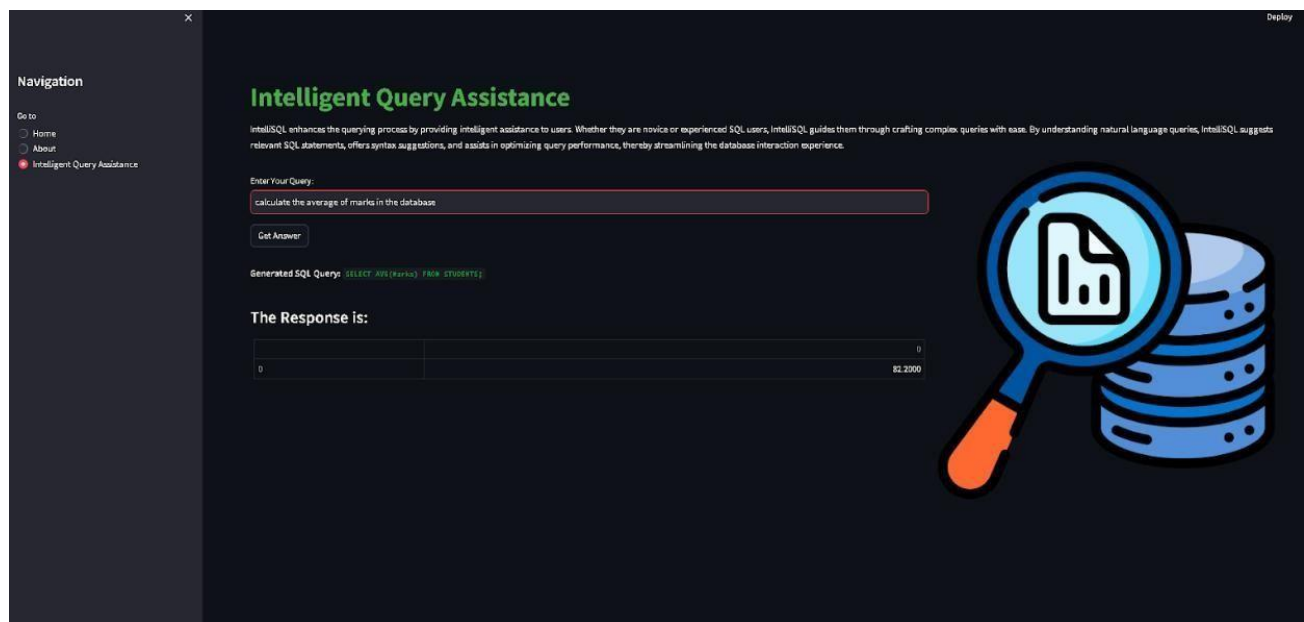 ×
Deploy
Navigation
Go to
Home
About
Intelligent Query Assistance
Intelligent Query Assistance
IntelliSQL enhances the querying process by providing intelligent assistance to users. Whether they are novice or experienced SQL users, IntelliSQL guides them through crafting complex queries with ease. By understanding natural language queries, IntelliSQL suggests
relevant SQL statements, offers syntax suggestions, and assists in optimizing query performance, thereby streamlining the database interaction experience.
Enter Your Query:
calculate the average of marks in the database
Get Answer
Generated SQL Query: SELECT AVG(Marks) FROM STUDENTS;
The Response is:
0
0 82.2000